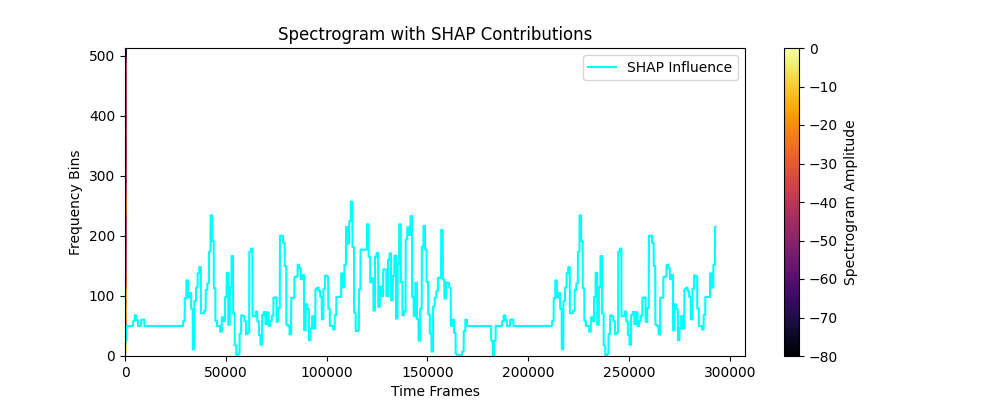 Spectrogram with SHAP Contributions
SHAP Influence
Frequency Bins
500
400
300
200
100
0
0 50000 100000 150000 200000 250000 300000
Time Frames
0
−10
−20
−30
−40
−50
−60
−70
−80
Spectrogram Amplitude